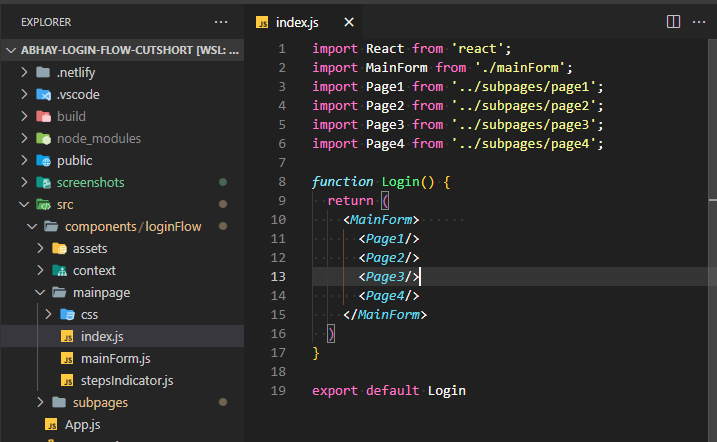 EXPLORER
···
ABHAY-LOGIN-FLOW-CUTSHORT [WSL: ...
.netlify
.vscode
build
node_modules
public
screenshots
src
components/loginFlow
assets
context
mainpage
css
JS index.js
JS mainForm.js
JS stepsIndicator.js
subpages
JS App.js
JS index.js
1 import React from 'react';
2 import MainForm from './mainForm';
3 import Page1 from '../subpages/page1';
4 import Page2 from '../subpages/page2';
5 import Page3 from '../subpages/page3';
6 import Page4 from '../subpages/page4';
7
8 function Login() {
9   return (
10     <MainForm>
11       <Page1/>
12       <Page2/>
13       <Page3/>
14       <Page4/>
15     </MainForm>
16   )
17 }
18
19 export default Login